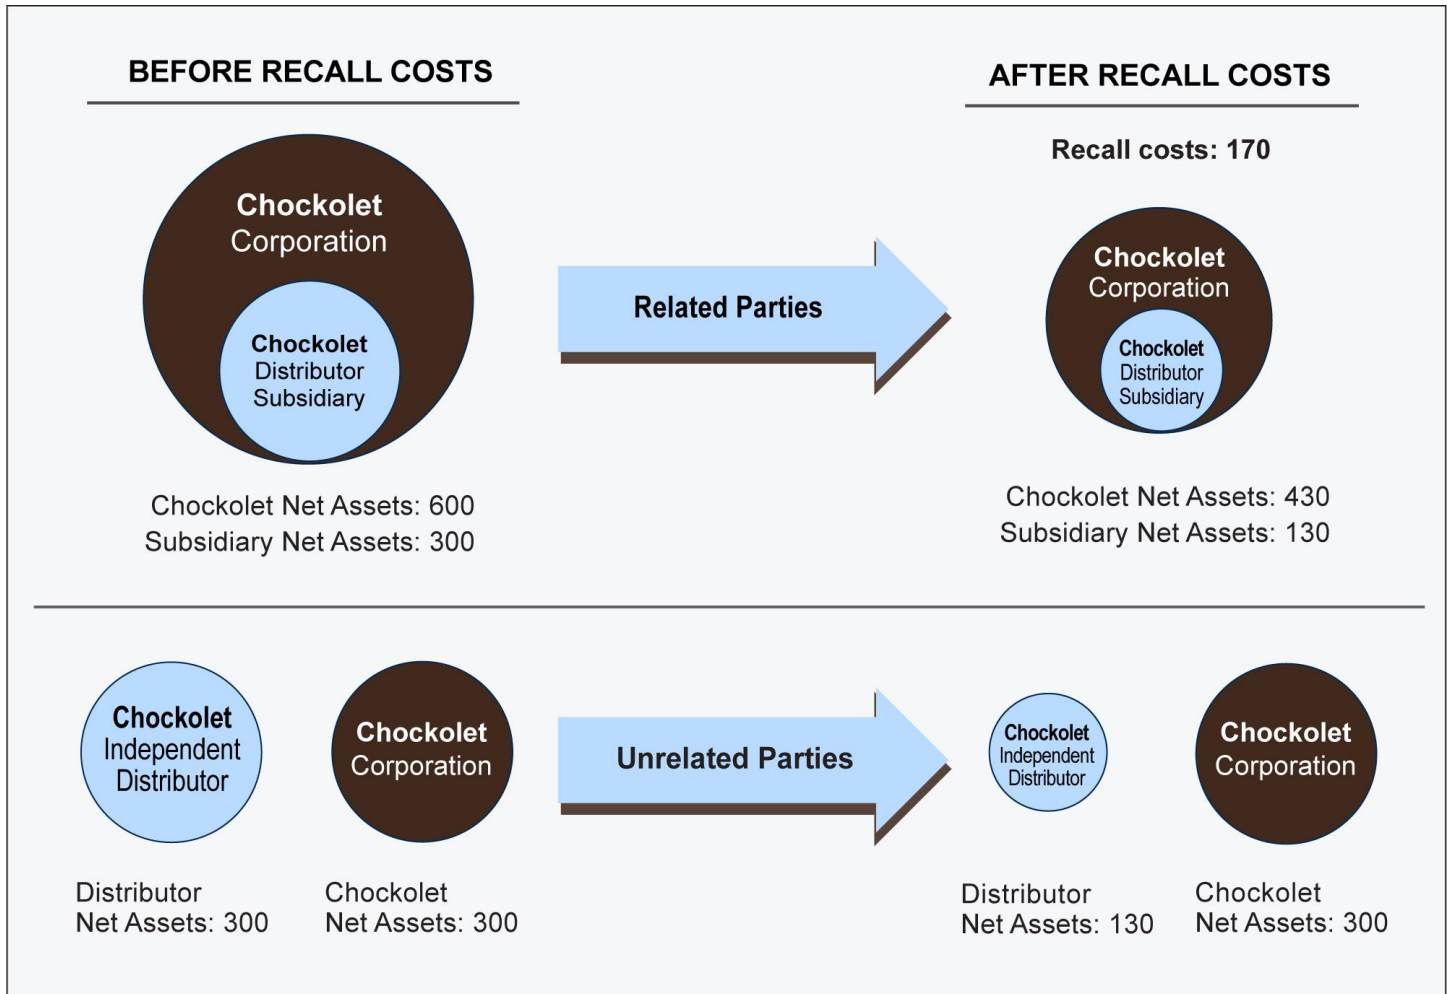 BEFORE RECALL COSTS
AFTER RECALL COSTS
Recall costs: 170
Chockolet
Corporation
Chockolet
Distributor
Subsidiary
Related Parties
Chockolet
Corporation
Chockolet
Distributor
Subsidiary
Chockolet Net Assets: 600
Subsidiary Net Assets: 300
Chockolet Net Assets: 430
Subsidiary Net Assets: 130
Chockolet
Independent
Distributor
Chockolet
Corporation
Unrelated Parties
Chockolet
Independent
Distributor
Chockolet
Corporation
Distributor
Net Assets: 300
Chockolet
Net Assets: 300
Distributor
Net Assets: 130
Chockolet
Net Assets: 300